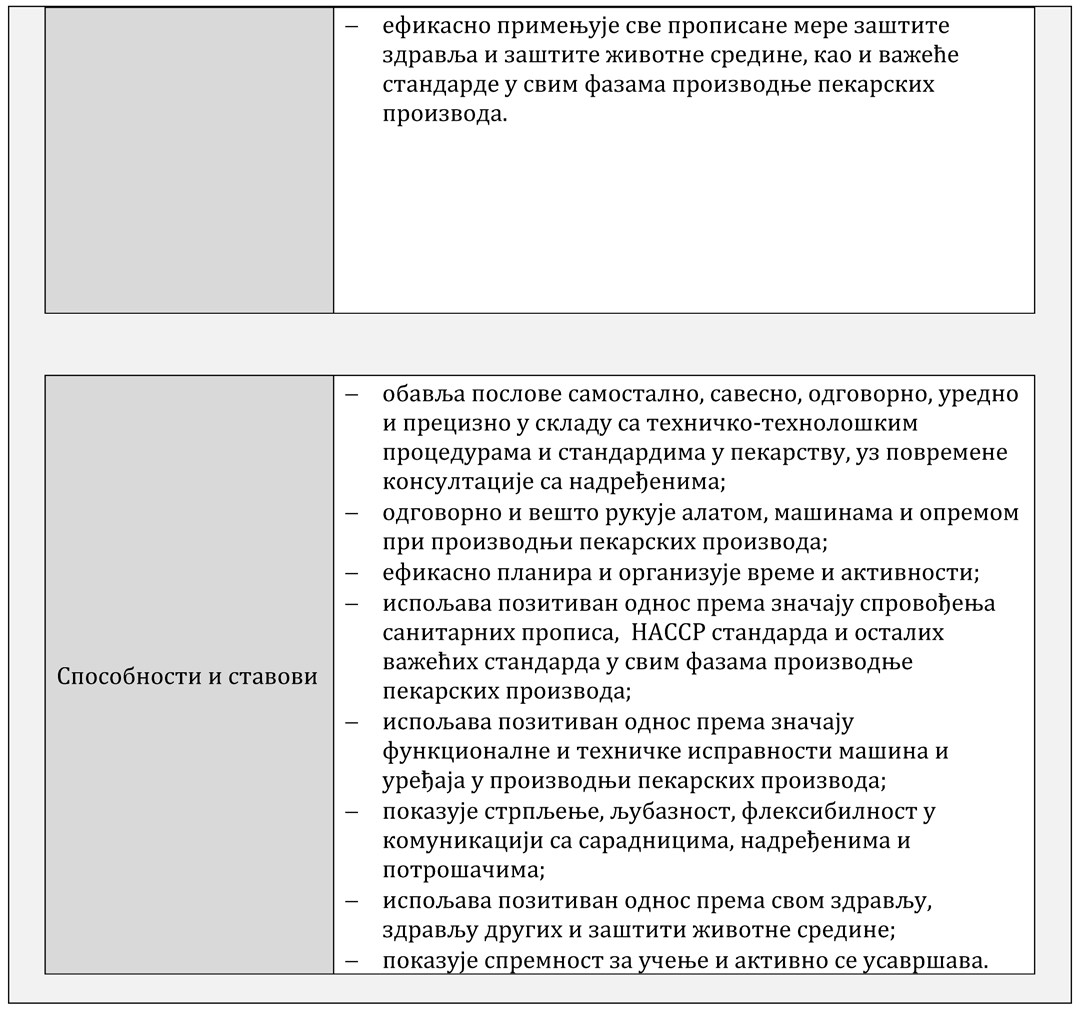 – ефикасно примењује све прописане мере заштите
здравља и заштите животне средине, као и важеће
стандарде у свим фазама производње пекарских
производа.
Способности и ставови
– обавља послове самостално, савесно, одговорно, уредно
и прецизно у складу са техничко-технолошким
процедурама и стандардима у пекарству, уз повремене
консултације са надређенима;
– одговорно и вешто рукује алатом, машинама и опремом
при производњи пекарских производа;
– ефикасно планира и организује време и активности;
– испољава позитиван однос према значају спровођења
санитарних прописа,  НАССР стандарда и осталих
важећих стандарда у свим фазама производње
пекарских производа;
– испољава позитиван однос према значају
функционалне и техничке исправности машина и
уређаја у производњи пекарских производа;
– показује стрпљење, љубазност, флексибилност у
комуникацији са сарадницима, надређенима и
потрошачима;
– испољава позитиван однос према свом здрављу,
здрављу других и заштити животне средине;
– показује спремност за учење и активно се усавршава.